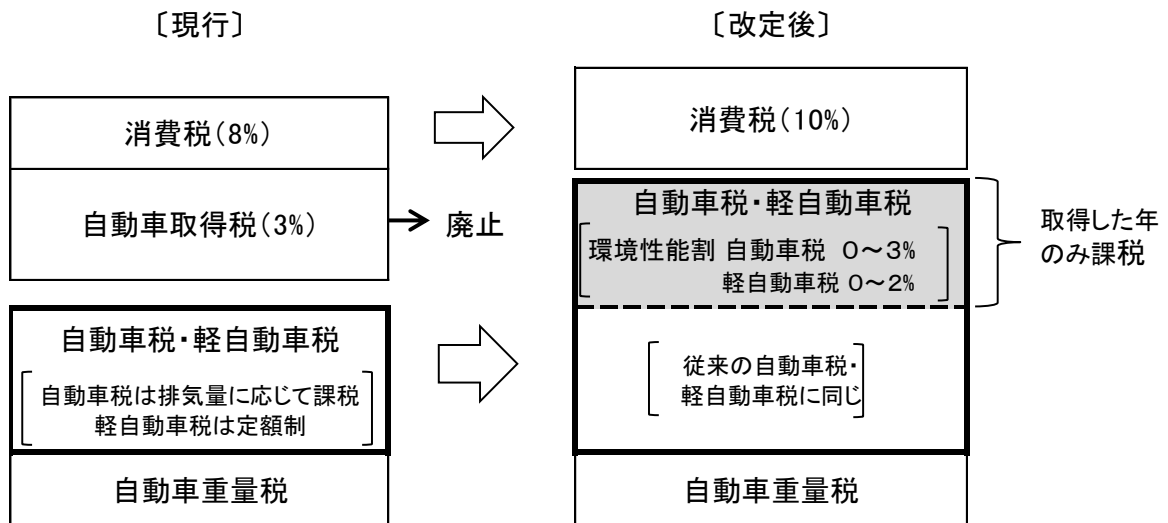 〔現行〕
消費税(8%)
自動車取得税(3%)
廃止
自動車税・軽自動車税
自動車税は排気量に応じて課税
軽自動車税は定額制
自動車重量税
〔改定後〕
消費税(10%)
自動車税・軽自動車税
環境性能割 自動車税 0～3%
軽自動車税 0～2%
取得した年
のみ課税
従来の自動車税・
軽自動車税に同じ
自動車重量税